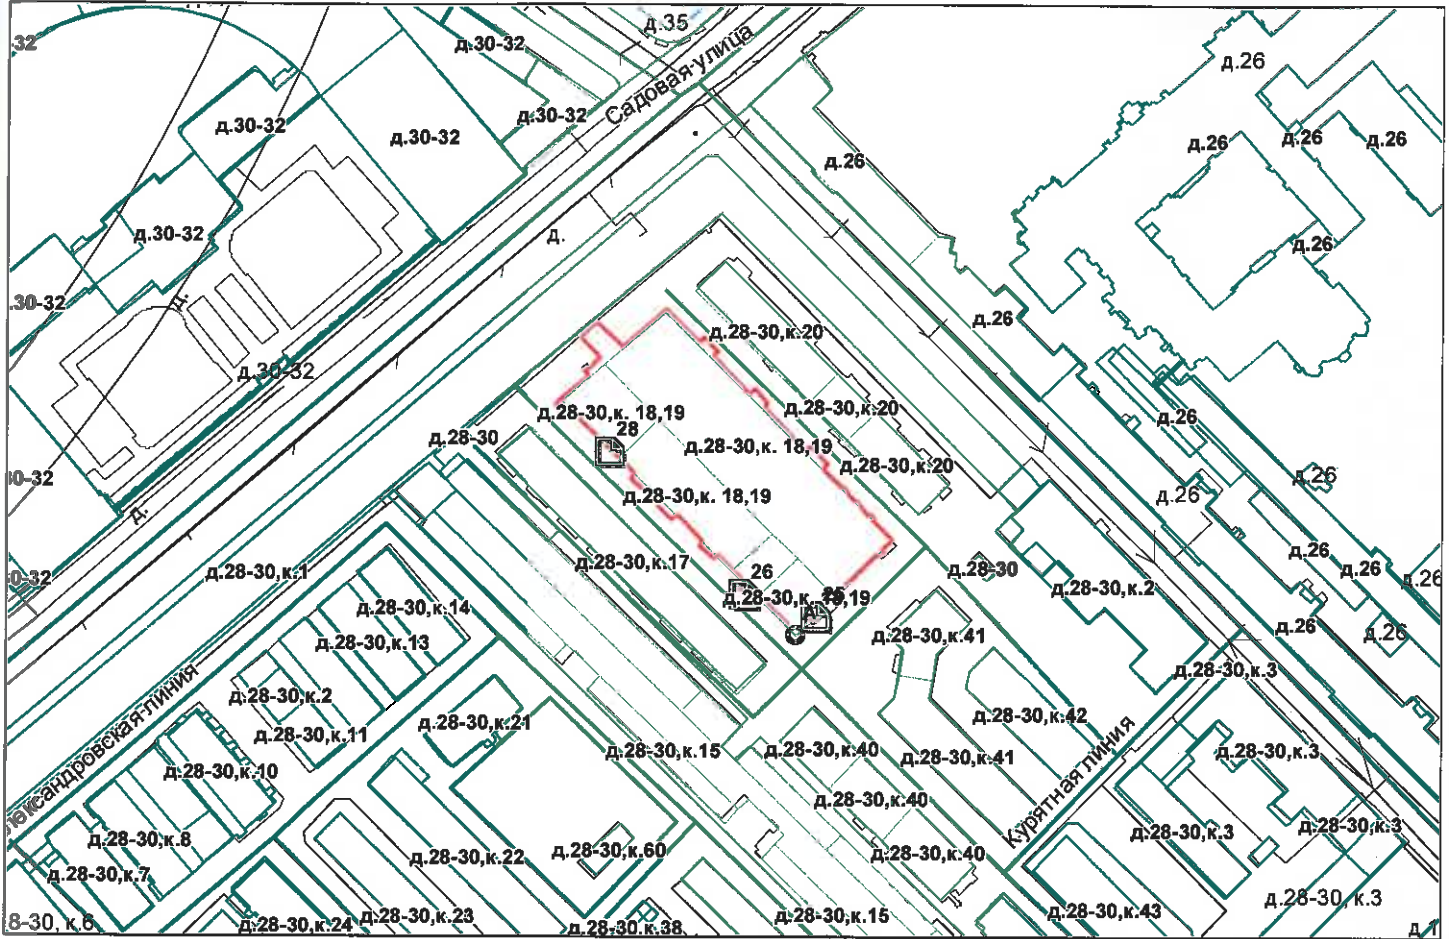 д.35
32
д.30-32
Садовая улица
д.26
д.30-32
д.30-32
д.30-32
д.26
д.26
д.26
д.26
д.30-32
д.
д.26
.30-32
д.
д.26
д.28-30,к.20
д.30-32
д.28-30,к. 18,19
д.28-30,к.20
д.26
28
д.28-30
д.28-30,к. 18,19
д.28-30,к.20
0-32
д.28-30,к. 18,19
д.26
д.26
д.
д.26
д.28-30,к.17
д.28-30,к.1
26
д.28-30
д.26
д.26
0-32
д.28-30,к.2
д.28-30,к.14
д.28-30,к.41
д.26
д.26
д.28-30,к.13
д.28-30,к.3
д.28-30,к.2
Александровская линия
д.28-30,к.21
д.28-30,к.42
д.28-30,к.11
д.28-30,к.15
д.28-30,к.40
д.28-30,к.41
д.28-30,к.3
д.28-30,к.10
Курятная линия
д.28-30,к.40
д.28-30,к.3
д.28-30,к.3
д.28-30,к.8
д.28-30,к.60
д.28-30,к.22
д.28-30,к.40
д.28-30,к.7
д.28-30, к.3
д.28-30,к.43
8-30, к.6
д.28-30,к.24
д.28-30,к.23
д.28-30.к.38
д.28-30,к.15